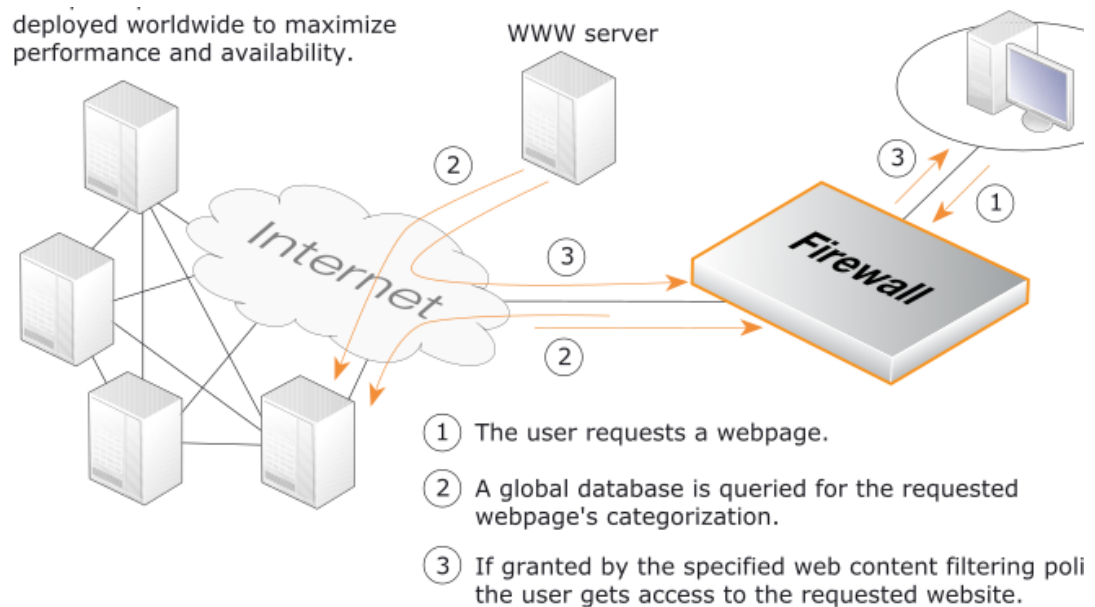 deployed worldwide to maximize
performance and availability.
WWW server
2
3
1
Internet
3
Firewall
2
1 The user requests a webpage.
2 A global database is queried for the requested
webpage's categorization.
3 If granted by the specified web content filtering poli
the user gets access to the requested website.